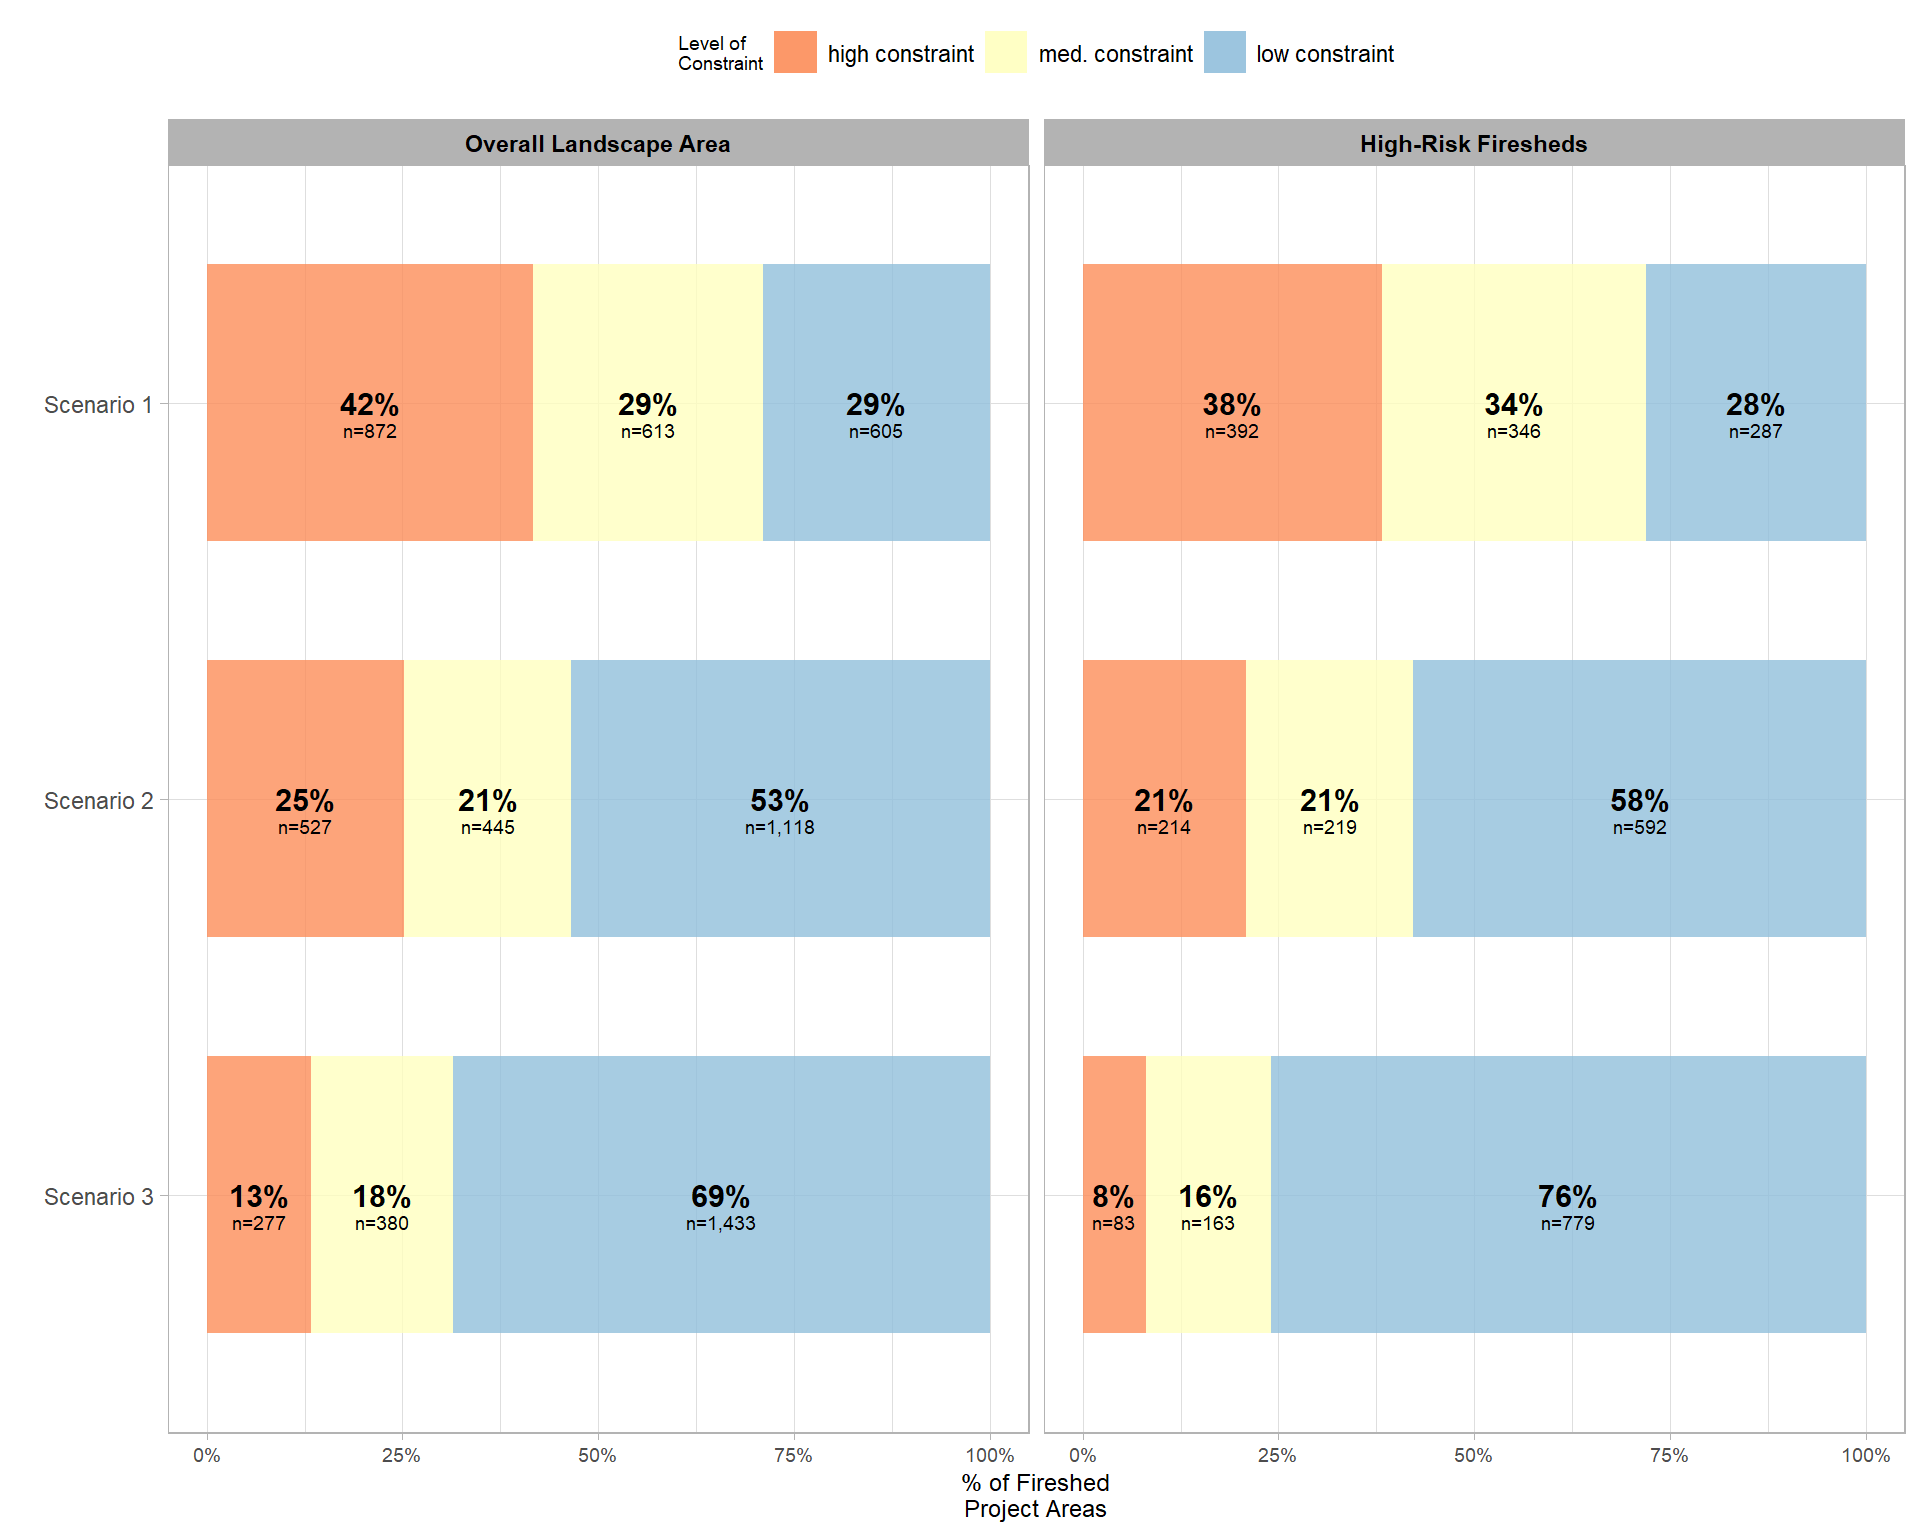 Level of
Constraint
high constraint
med. constraint
low constraint
Overall Landscape Area
High-Risk Firesheds
Scenario 1
42%
n=872
29%
n=613
29%
n=605
38%
n=392
34%
n=346
28%
n=287
Scenario 2
25%
n=527
21%
n=445
53%
n=1,118
21%
n=214
21%
n=219
58%
n=592
Scenario 3
13%
n=277
18%
n=380
69%
n=1,433
8%
n=83
16%
n=163
76%
n=779
0%
25%
50%
75%
100%
0%
25%
50%
75%
100%
% of Fireshed
Project Areas